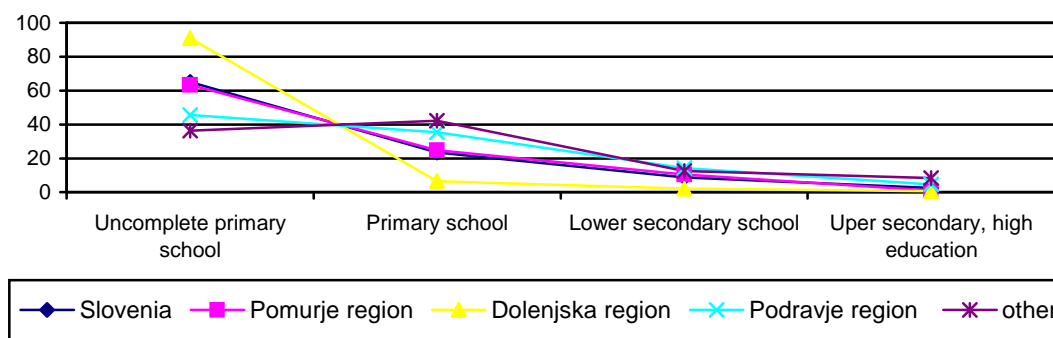 100
80
60
40
20
0
Uncomplete primary school
Primary school
Lower secondary school
Uper secondary, high education
Slovenia
Pomurje region
Dolenjska region
Podravje region
other